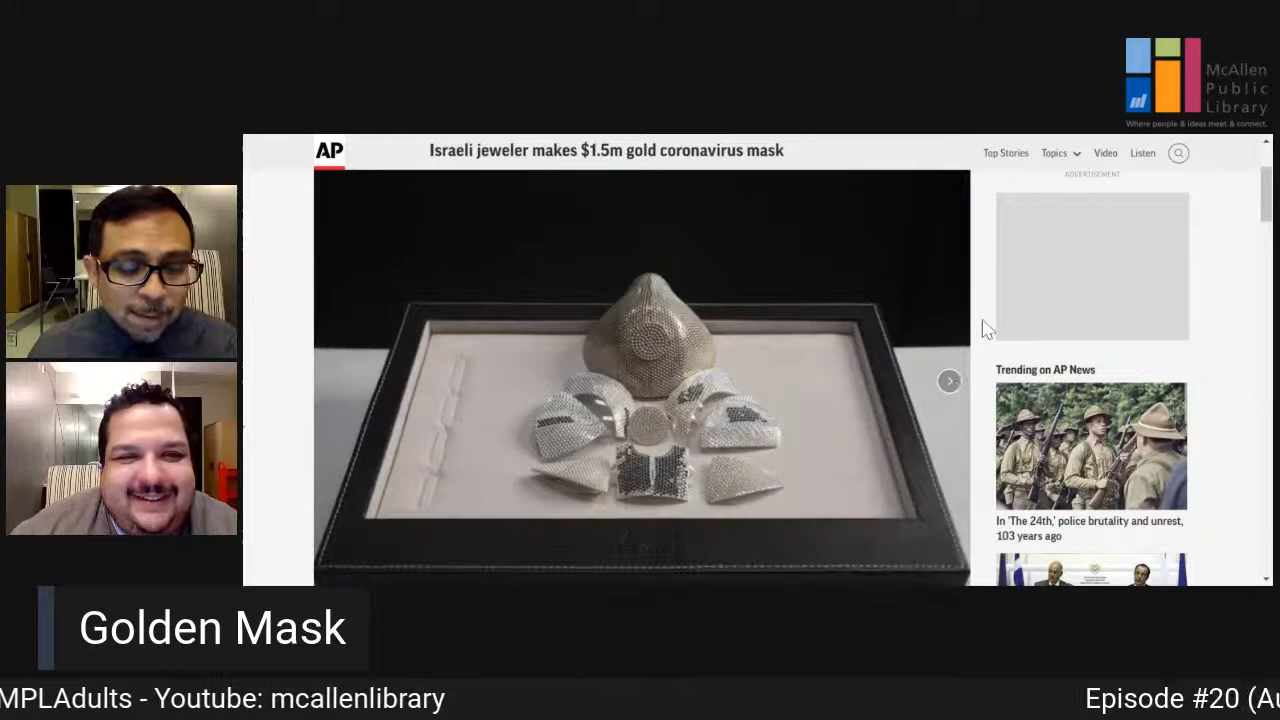 McAllen
Public
Library
Where people & ideas meet & connect.
AP
Israeli jeweler makes $1.5m gold coronavirus mask
Top Stories Topics Video Listen
ADVERTISEMENT
Trending on AP News
In 'The 24th,' police brutality and unrest,
103 years ago
Golden Mask
MPLAdults - Youtube: mcallenlibrary
Episode #20 (Au